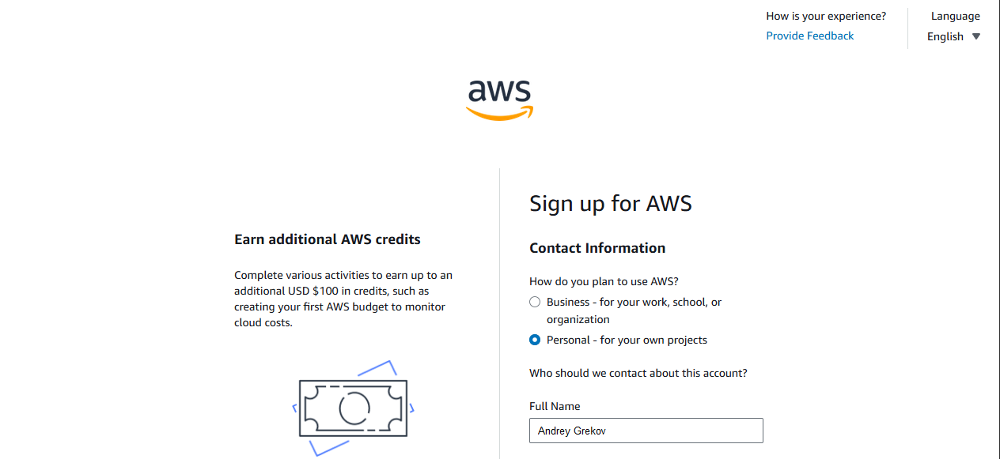 How is your experience?
Provide Feedback
Language
English
aws
Earn additional AWS credits
Complete various activities to earn up to an
additional USD $100 in credits, such as
creating your first AWS budget to monitor
cloud costs.
Sign up for AWS
Contact Information
How do you plan to use AWS?
Business - for your work, school, or
organization
Personal - for your own projects
Who should we contact about this account?
Full Name
Andrey Grekov